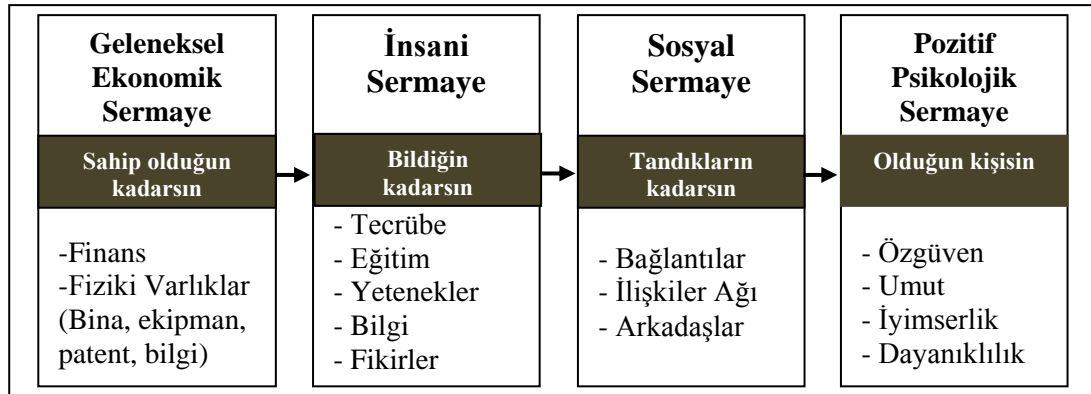 Geleneksel
Ekonomik
Sermaye
Sahip olduğun
kadarsın
-Finans
-Fiziki Varlıklar
(Bina, ekipman,
patent, bilgi)
İnsani
Sermaye
Bildiğin
kadarsın
- Tecrübe
- Eğitim
- Yetenekler
- Bilgi
- Fikirler
Sosyal
Sermaye
Tandıkların
kadarsın
- Bağlantılar
- İlişkiler Ağı
- Arkadaşlar
Pozitif
Psikolojik
Sermaye
Olduğun kişisin
- Özgüven
- Umut
- İyimserlik
- Dayanıklılık